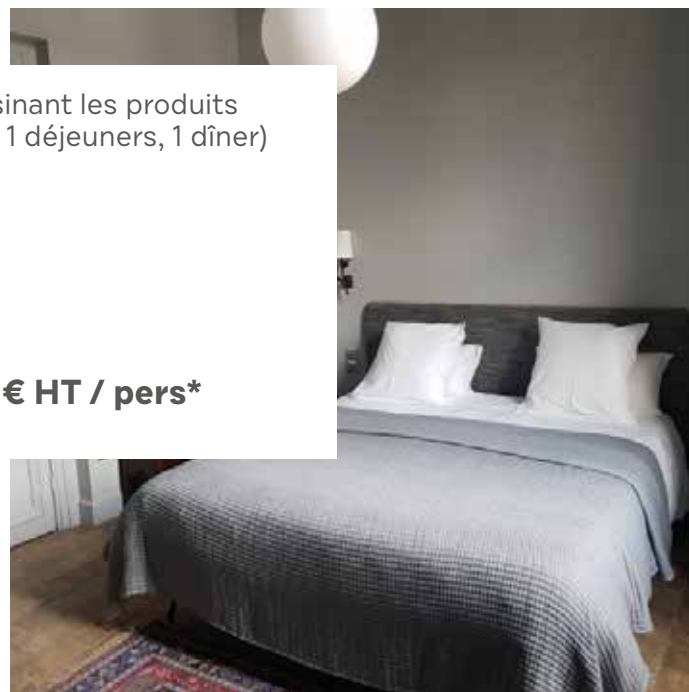 sinant les produits
1 déjeuners, 1 dîner)
€ HT / pers*